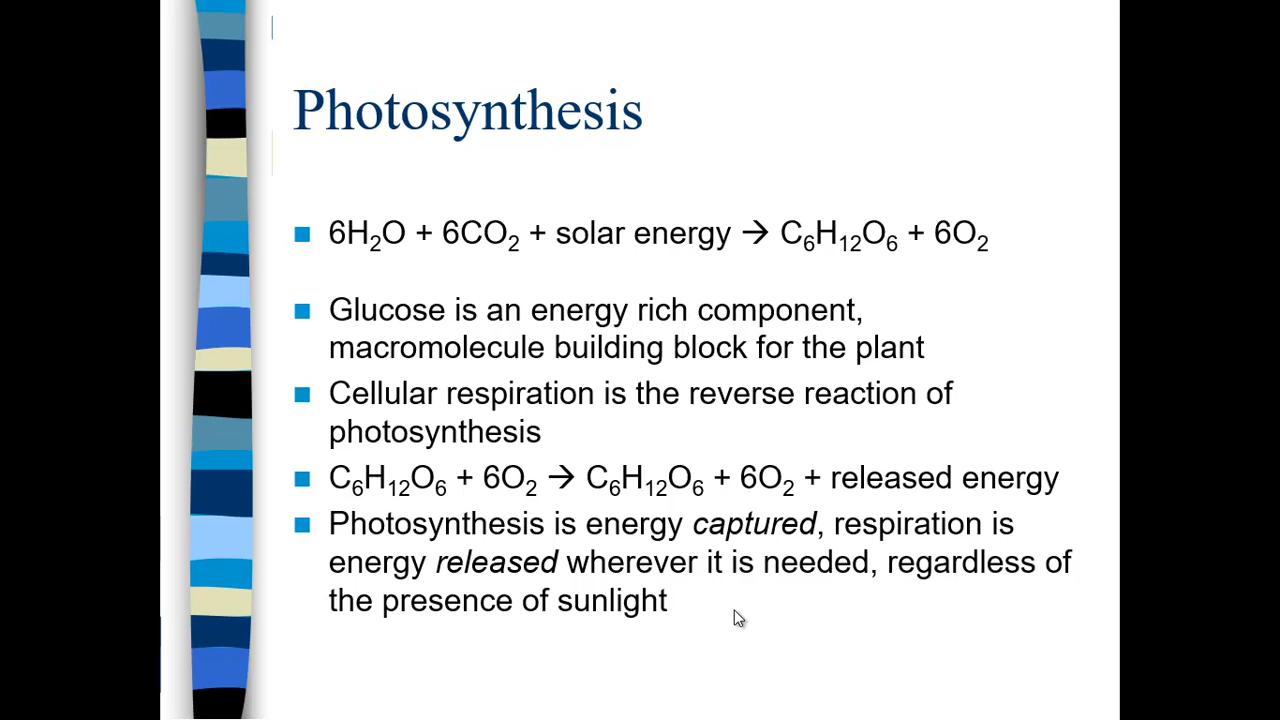 Photosynthesis
6H₂O + 6CO₂ + solar energy → C₆H₁₂O₆ + 6O₂
Glucose is an energy rich component,
macromolecule building block for the plant
Cellular respiration is the reverse reaction of
photosynthesis
C₆H₁₂O₆ + 6O₂ → C₆H₁₂O₆ + 6O₂ + released energy
Photosynthesis is energy captured, respiration is
energy released wherever it is needed, regardless of
the presence of sunlight